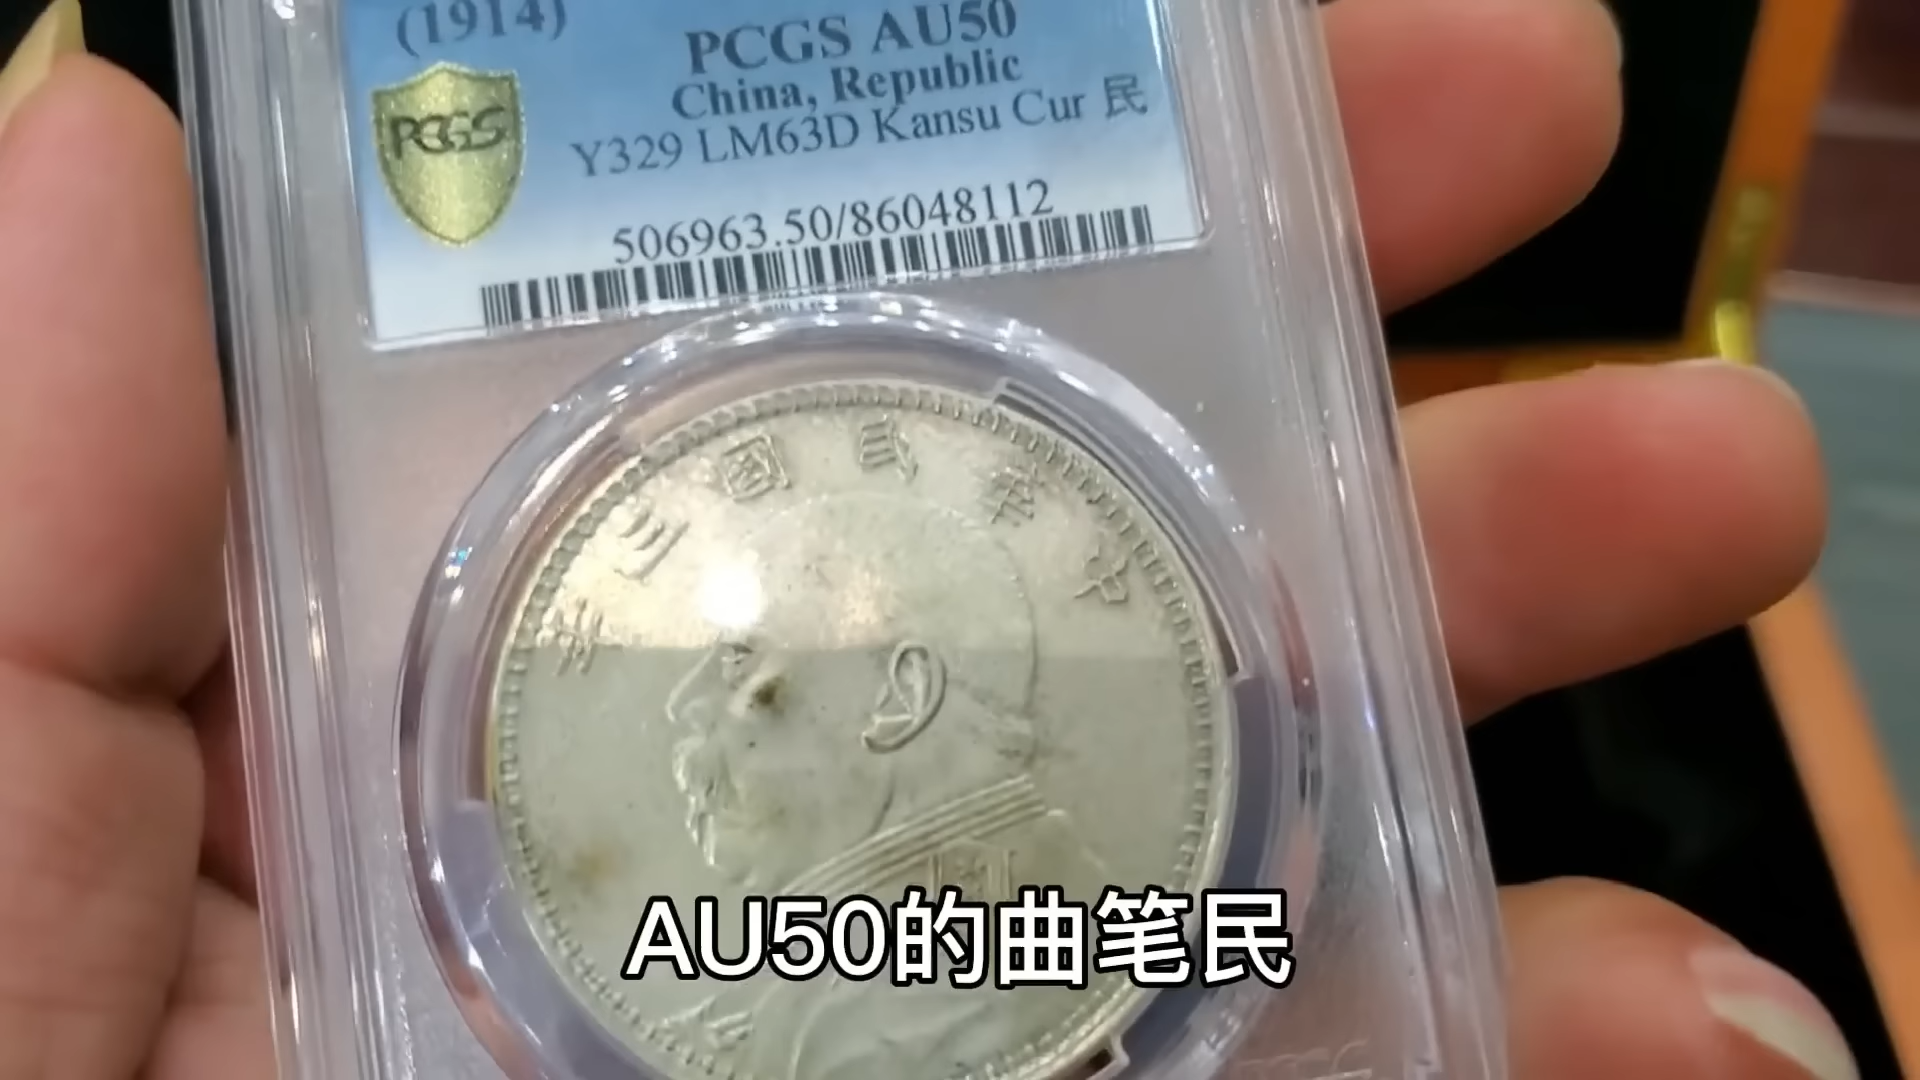 (1914)
PCGS AU50
China, Republic
Y329 LM63D Kansu Cur 民
PCGS
506963.50/86048112
中華民國三年
AU50的曲笔民